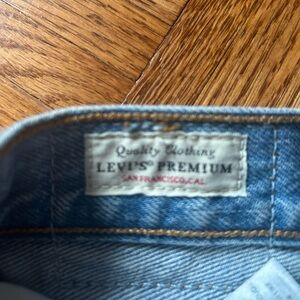 Quality Clothing
LEVI'S® PREMIUM
SAN FRANCISCO, CAL.